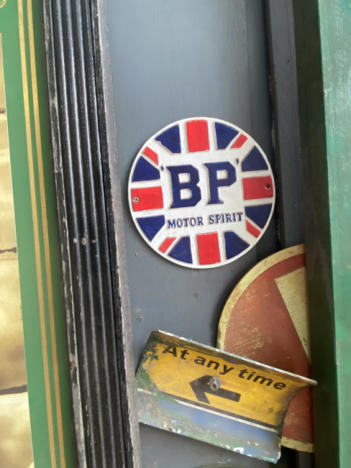 BP
MOTOR SPIRIT
At any time